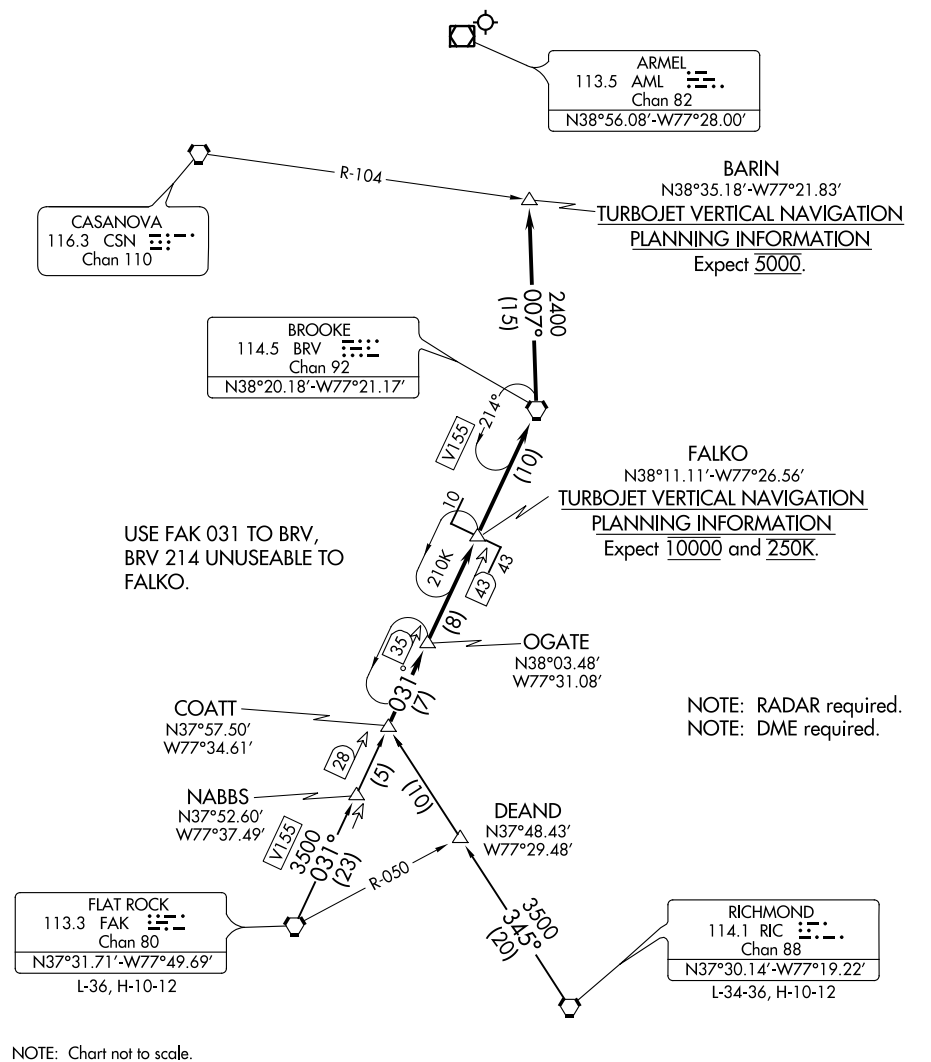 ARMEL
113.5 AML
Chan 82
N38°56.08'-W77°28.00'
R-104
BARIN
N38°35.18'-W77°21.83'
TURBOJET VERTICAL NAVIGATION
PLANNING INFORMATION
Expect 5000.
CASANOVA
116.3 CSN
Chan 110
2400
007°
(15)
BROOKE
114.5 BRV
Chan 92
N38°20.18'-W77°21.17'
214°
V155
(10)
FALKO
N38°11.11'-W77°26.56'
TURBOJET VERTICAL NAVIGATION
PLANNING INFORMATION
Expect 10000 and 250K.
10
210K
43
43
USE FAK 031 TO BRV,
BRV 214 UNUSEABLE TO
FALKO.
(8)
35
OGATE
N38°03.48'
W77°31.08'
031°
(7)
NOTE: RADAR required.
NOTE: DME required.
COATT
N37°57.50'
W77°34.61'
28
(5)
(10)
NABBS
N37°52.60'
W77°37.49'
DEAND
N37°48.43'
W77°29.48'
V155
3500
031°
(23)
R-050
3500
345°
(20)
FLAT ROCK
113.3 FAK
Chan 80
N37°31.71'-W77°49.69'
L-36, H-10-12
RICHMOND
114.1 RIC
Chan 88
N37°30.14'-W77°19.22'
L-34-36, H-10-12
NOTE: Chart not to scale.